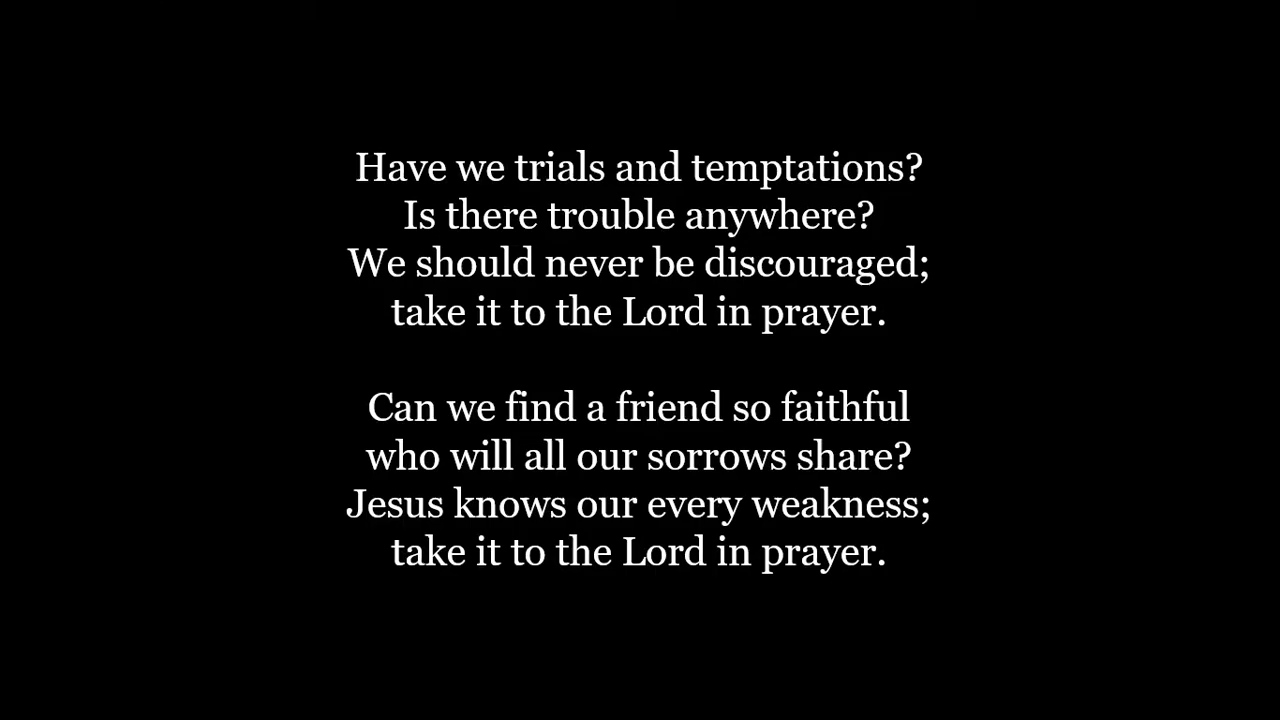 Have we trials and temptations?
Is there trouble anywhere?
We should never be discouraged;
take it to the Lord in prayer.
Can we find a friend so faithful
who will all our sorrows share?
Jesus knows our every weakness;
take it to the Lord in prayer.